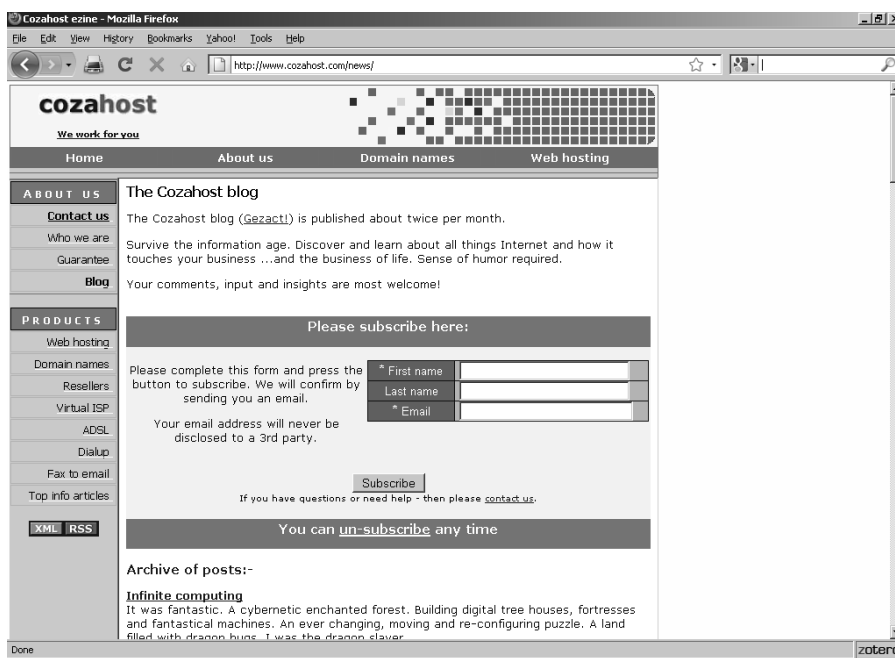 Cozahost ezine - Mozilla Firefox
File Edit View History Bookmarks Yahoo! Tools Help
http://www.cozahost.com/news/
cozahost
We work for you
Home About us Domain names Web hosting
ABOUT US
Contact us
Who we are
Guarantee
Blog
PRODUCTS
Web hosting
Domain names
Resellers
Virtual ISP
ADSL
Dialup
Fax to email
Top info articles
XML RSS
The Cozahost blog
The Cozahost blog (Gezact!) is published about twice per month.
Survive the information age. Discover and learn about all things Internet and how it
touches your business ...and the business of life. Sense of humor required.
Your comments, input and insights are most welcome!
Please subscribe here:
Please complete this form and press the
button to subscribe. We will confirm by
sending you an email.
Your email address will never be
disclosed to a 3rd party.
* First name
Last name
* Email
Subscribe
If you have questions or need help - then please contact us.
You can un-subscribe any time
Archive of posts:-
Infinite computing
It was fantastic. A cybernetic enchanted forest. Building digital tree houses, fortresses
and fantastical machines. An ever changing, moving and re-configuring puzzle. A land
filled with dragon bugs. I was the dragon slayer
Done